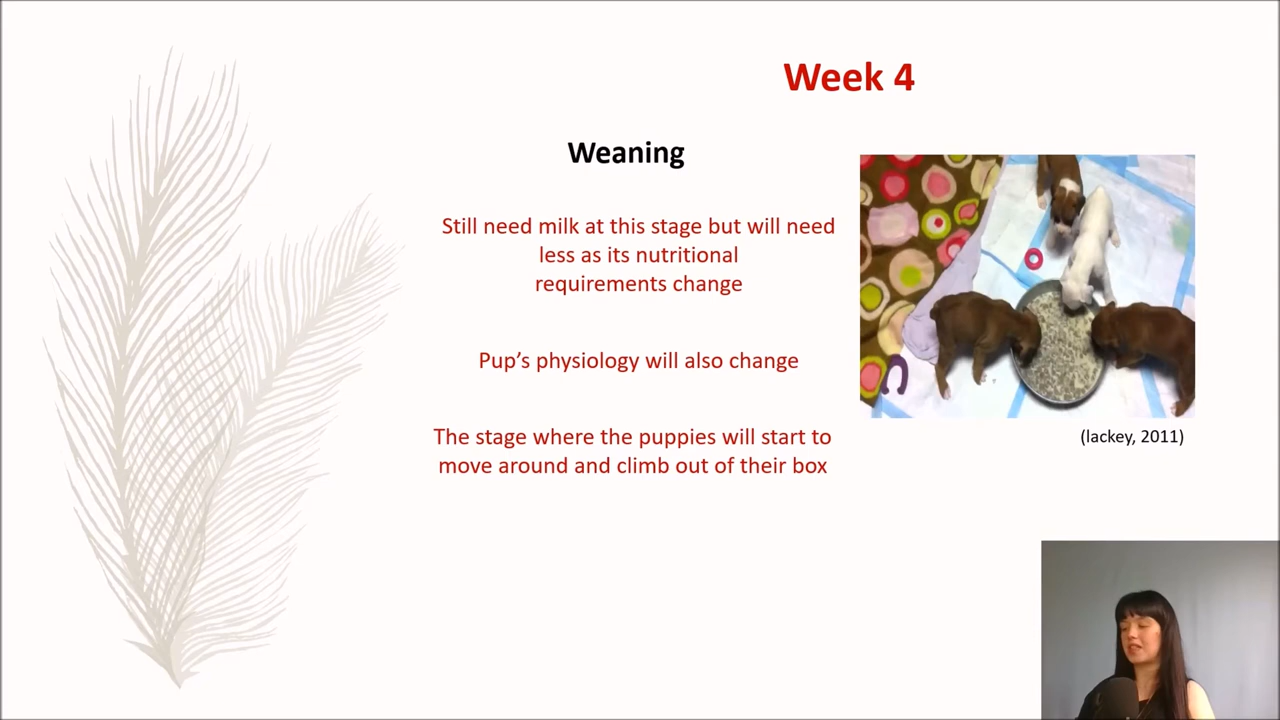 Week 4
Weaning
Still need milk at this stage but will need
less as its nutritional
requirements change
Pup's physiology will also change
The stage where the puppies will start to
move around and climb out of their box
(lackey, 2011)